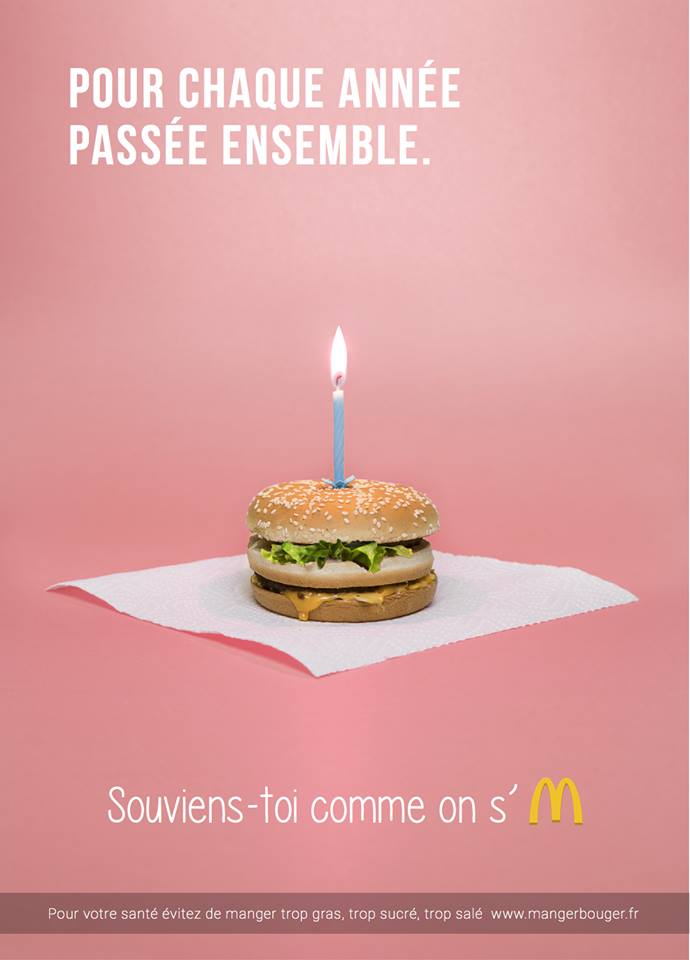 POUR CHAQUE ANNÉE
PASSÉE ENSEMBLE.
Souviens-toi comme on s'M
Pour votre santé évitez de manger trop gras, trop sucré, trop salé www.mangerbouger.fr